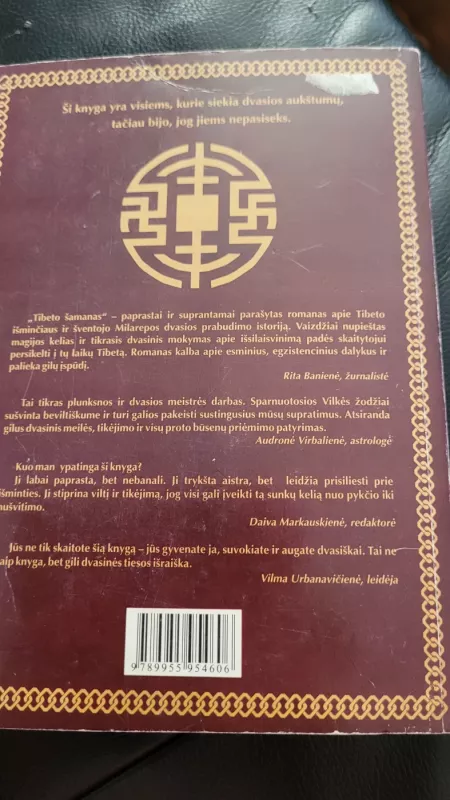 Ši knyga yra visiems, kurie siekia dvasios aukštumų,
tačiau bijo, jog jiems nepasiseks.
„Tibeto šamanas“ – paprastai ir suprantamai parašytas romanas apie Tibeto
išminčiaus ir šventojo Milarepos dvasios prabudimo istoriją. Vaizdžiai nupieštas
magijos kelias ir tikrasis dvasinis mokymas apie išsilaisvinimą padės skaitytojui
persikelti į tų laikų Tibetą. Romanas kalba apie esminius, egzistencinius dalykus ir
palieka gilų įspūdį.
Rita Banienė, žurnalistė
Tai tikras plunksnos ir dvasios meistrės darbas. Sparnuotosios Vilkės žodžiai
sušvinta beviltiškume ir turi galios pakeisti sustingusius mūsų supratimus. Atsiranda
gilus dvasinis meilės, tikėjimo ir visų proto būsenų priėmimo patyrimas.
Audronė Virbalienė, astrologė
Kuo man ypatinga ši knyga?
Ji labai paprasta, bet nebanali. Ji trykšta aistra, bet leidžia prisiliesti prie
išminties. Ji stiprina viltį ir tikėjimą, jog visi gali įveikti tą sunkų kelią nuo pykčio iki
nušvitimo.
Daiva Markauskienė, redaktorė
Jūs ne tik skaitote šią knygą – jūs gyvenate ja, suvokiate ir augate dvasiškai. Tai ne
aip knyga, bet gili dvasinės tiesos išraiška.
Vilma Urbanavičienė, leidėja
9 789955 954606